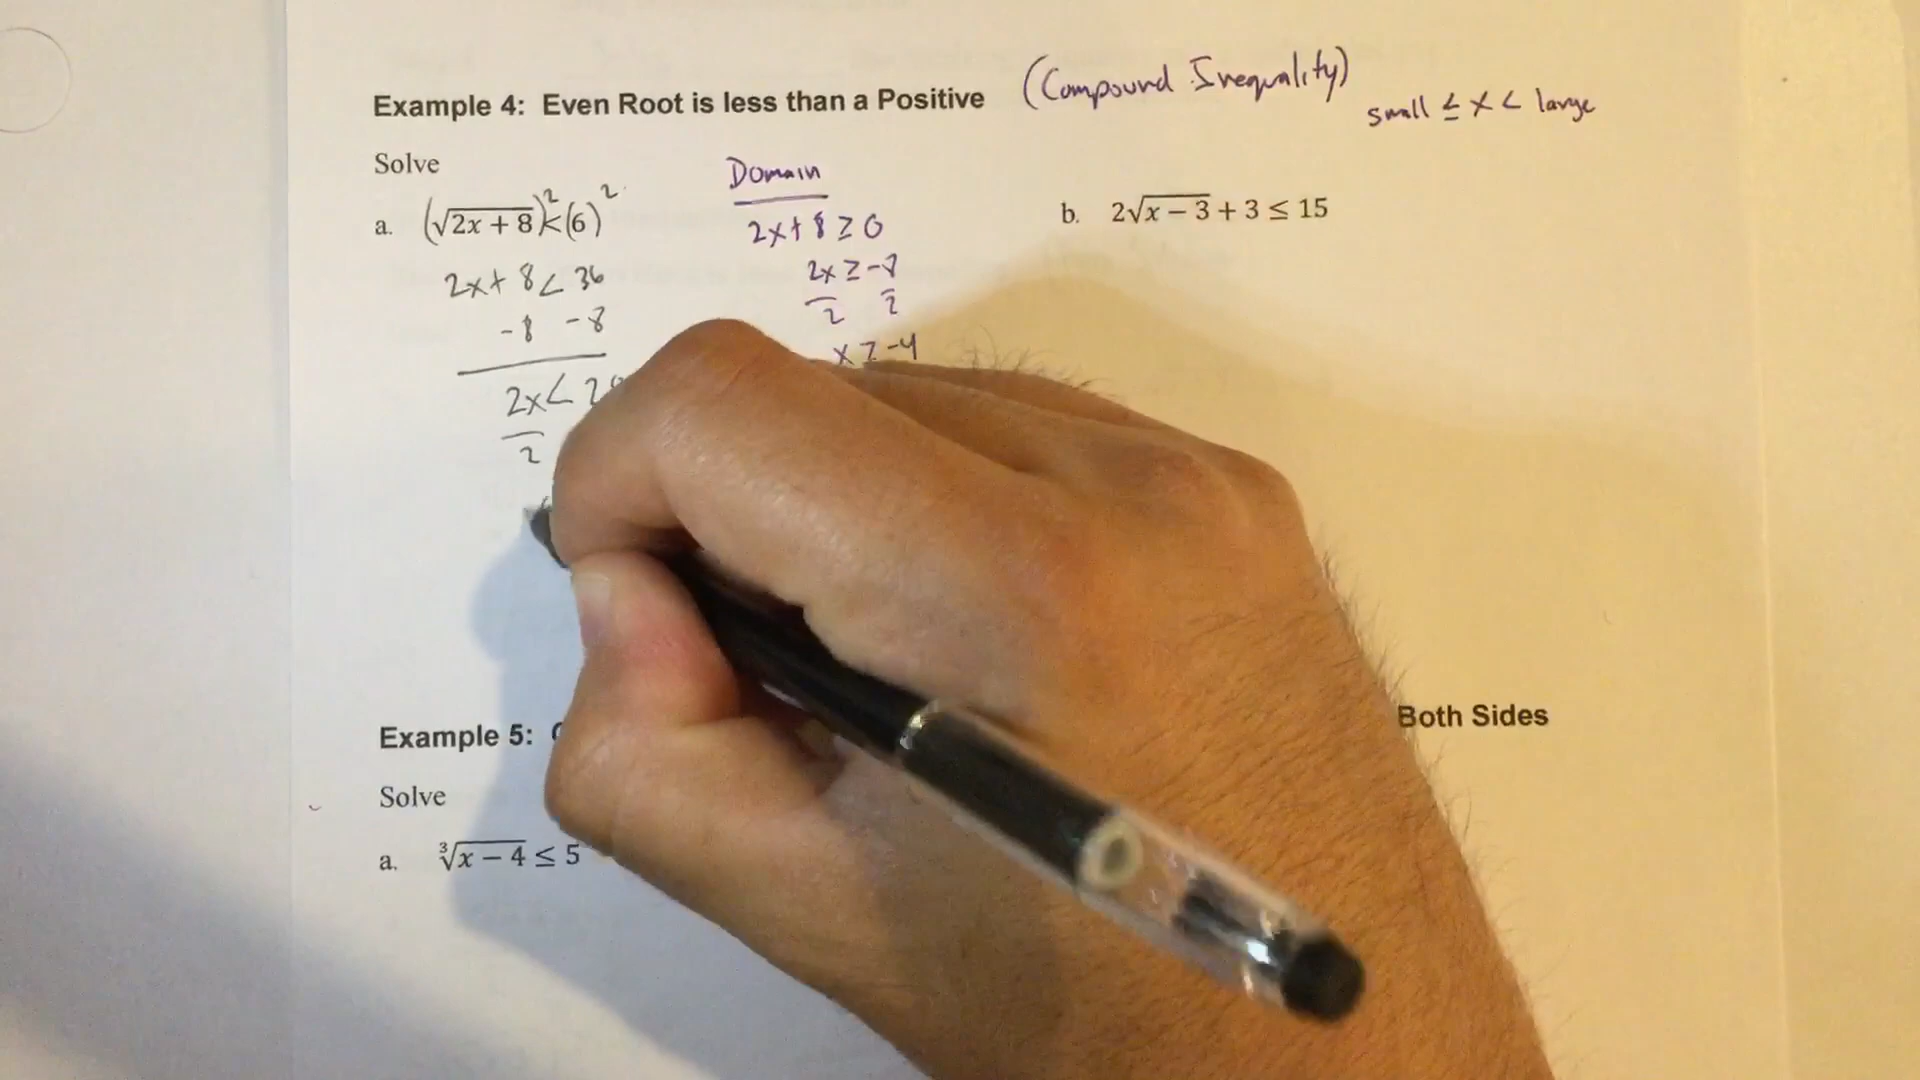 Example 4: Even Root is less than a Positive (Compound Inequality)
small ≤ x < large
Solve
a. (√2x + 8)² < (6)²
2x + 8 < 36
-8 -8
2x < 2
2
Domain
2x + 8 ≥ 0
2x ≥ -8
2 2
x ≥ -4
b. 2√x − 3 + 3 ≤ 15
Example 5:
Both Sides
Solve
a. ∛x − 4 ≤ 5